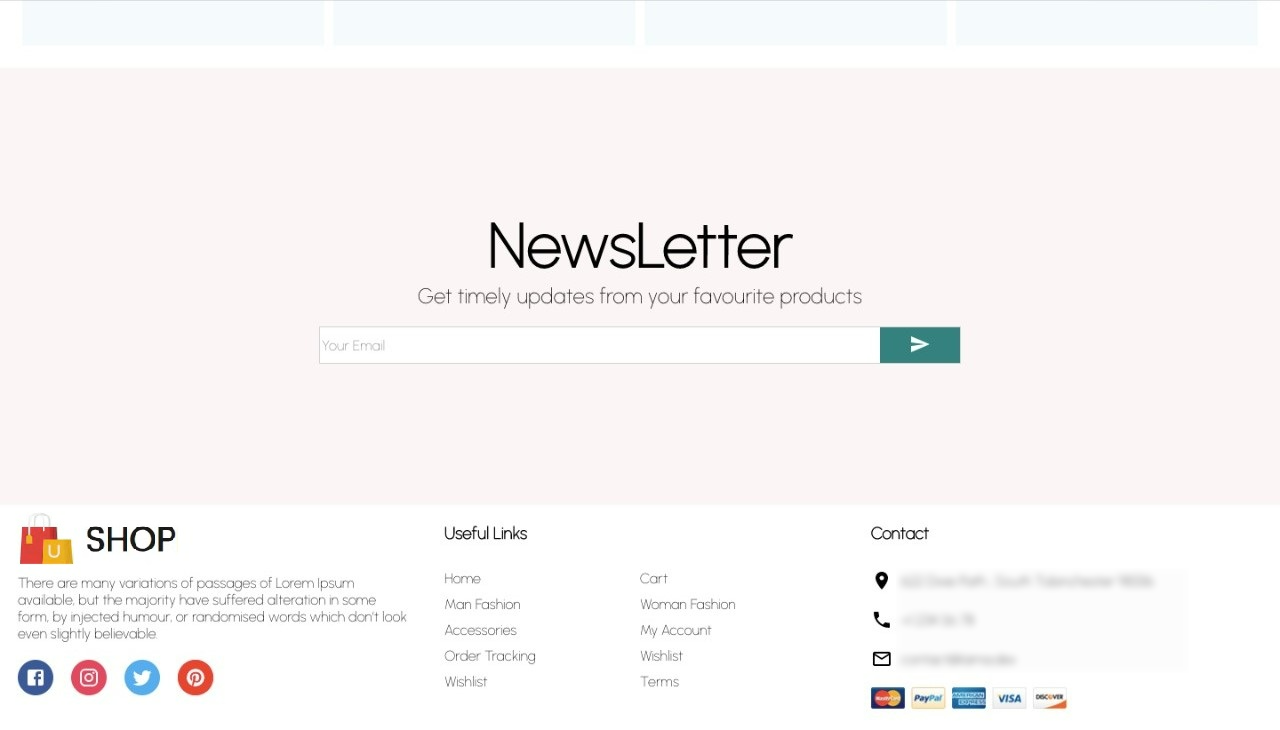 NewsLetter
Get timely updates from your favourite products
Your Email
SHOP
U
There are many variations of passages of Lorem Ipsum
available, but the majority have suffered alteration in some
form, by injected humour, or randomised words which don't look
even slightly believable.
Useful Links
Home
Cart
Man Fashion
Woman Fashion
Accessories
My Account
Order Tracking
Wishlist
Wishlist
Terms
Contact
MasterCard
PayPal
AMERICAN EXPRESS
VISA
DISCOVER